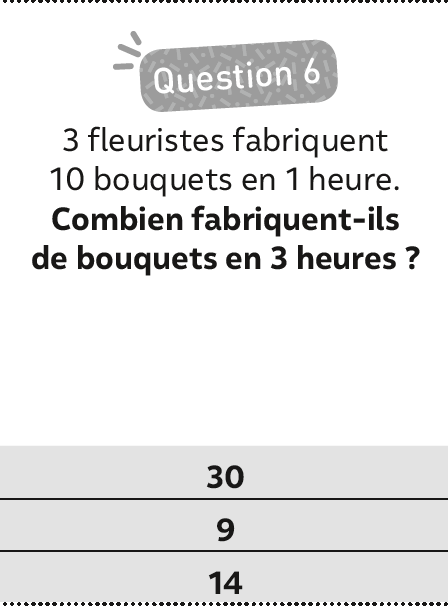 Question 6
3 fleuristes fabriquent
10 bouquets en 1 heure.
Combien fabriquent-ils
de bouquets en 3 heures ?
30
9
14